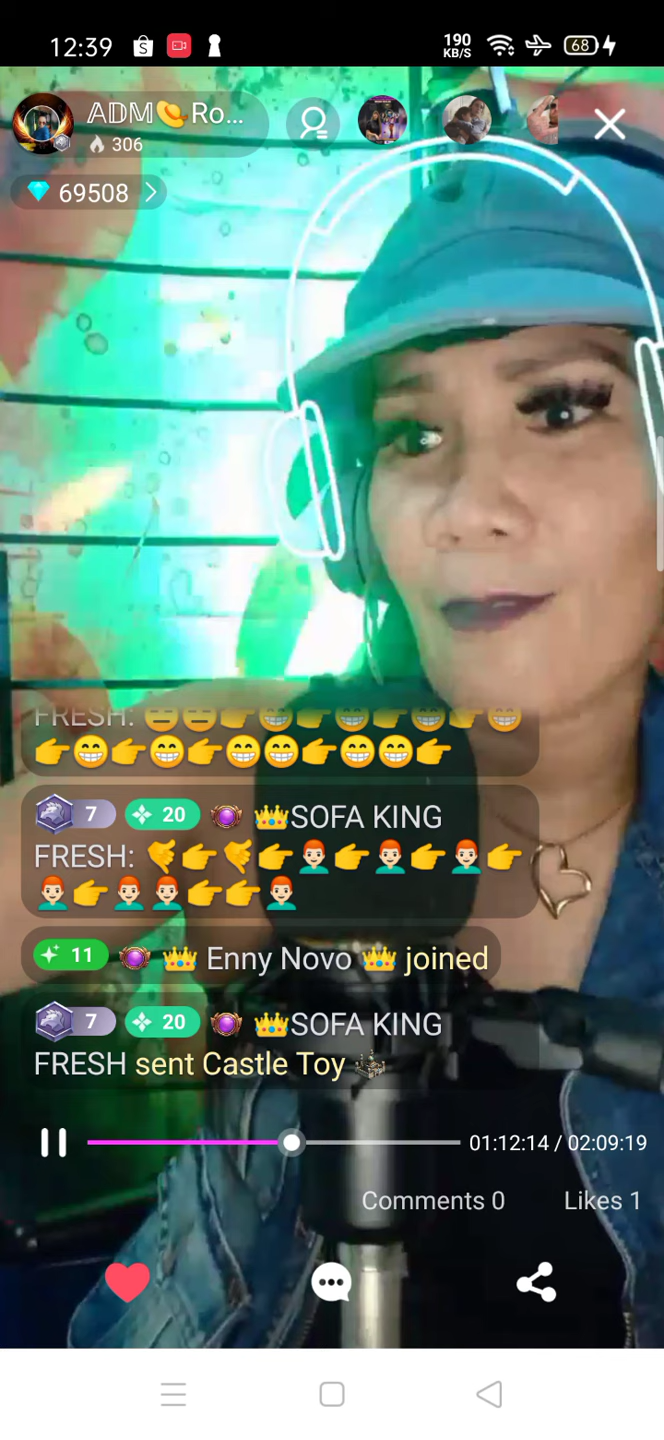 12:39
190
KB/S
68
𝔸𝔻𝕄👒Ro...
306
69508
FRESH: 😑😑👉😁👉😁👉😁👉😁
👉😁👉😁👉😁😁👉😁😁👉
7 20 👑SOFA KING
FRESH: 🤙👉🤙👉🤦🏻‍♂️👉🤦🏻‍♂️👉🤦🏻‍♂️👉
🤦🏻‍♂️👉🤦🏻‍♂️🤦🏻‍♂️👉👉🤦🏻‍♂️
11 👑 Enny Novo 👑 joined
7 20 👑SOFA KING
FRESH sent Castle Toy
01:12:14 / 02:09:19
Comments 0 Likes 1